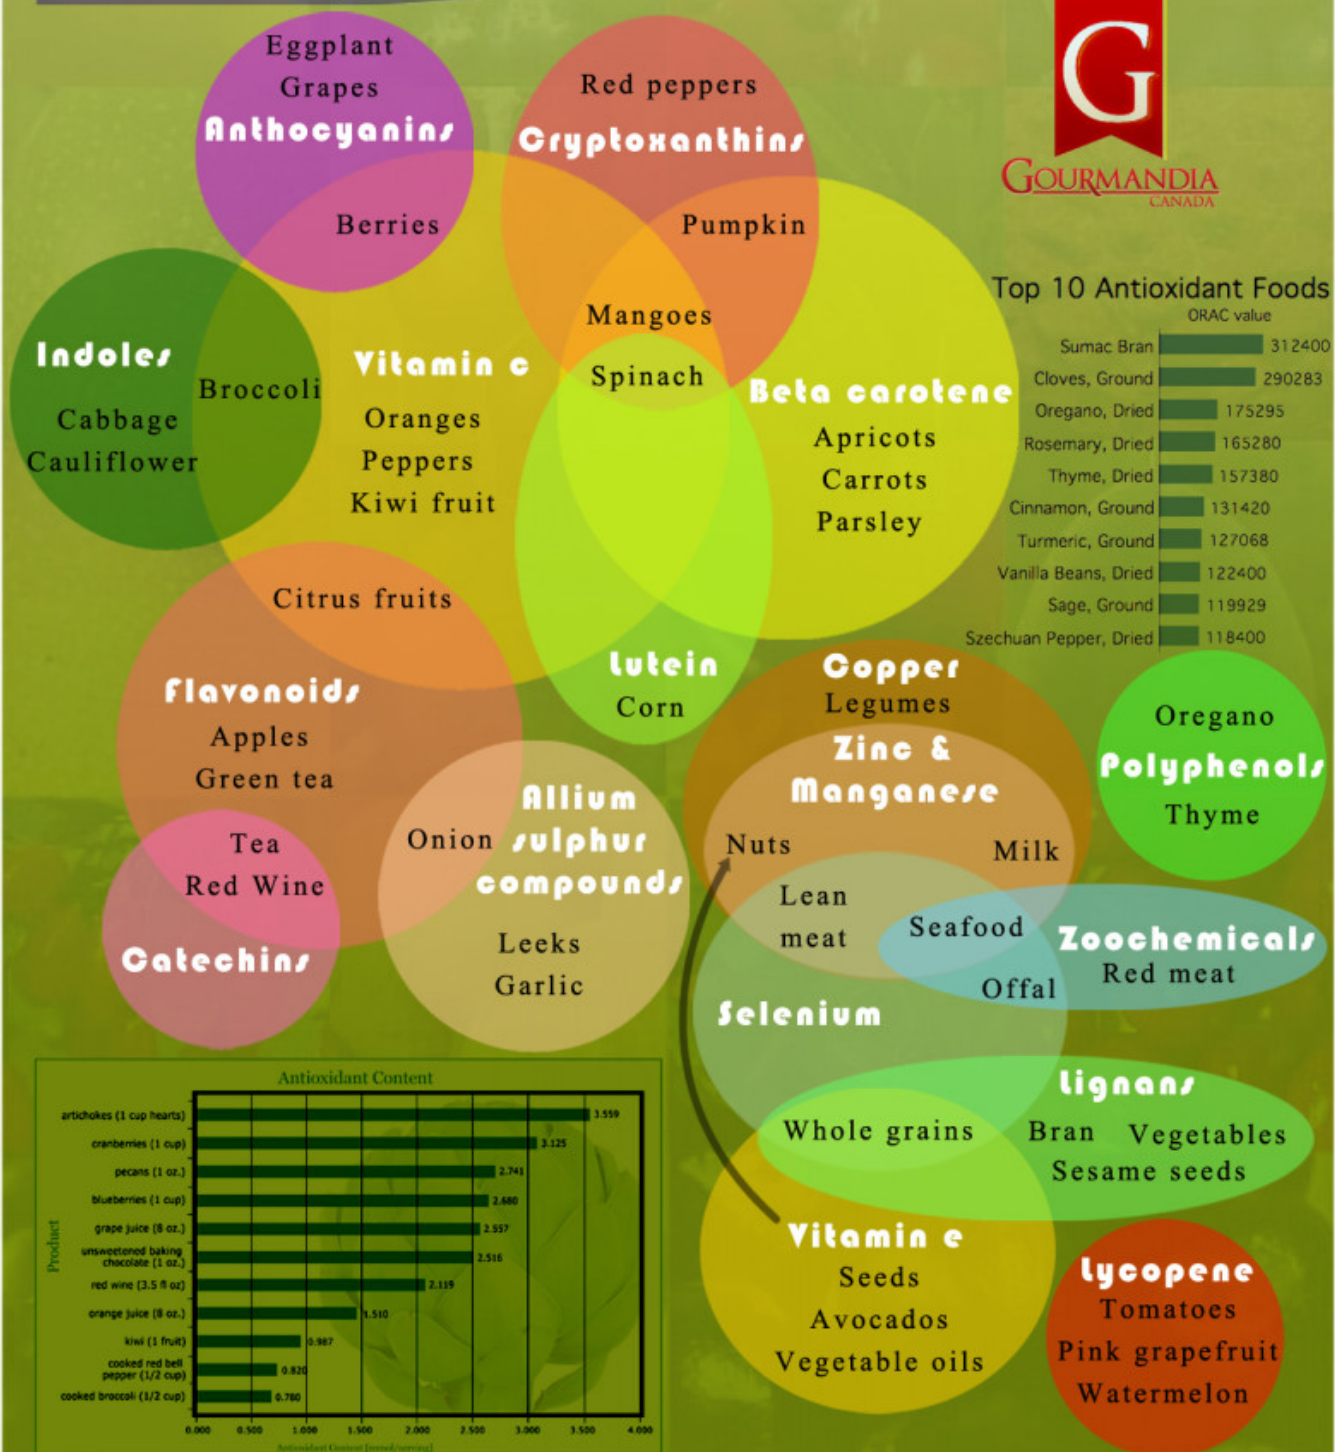 G
GOURMANDIA
CANADA
Eggplant
Grapes
Anthocyanins
Berries
Red peppers
Cryptoxanthins
Pumpkin
Mangoes
Spinach
Indoles
Broccoli
Cabbage
Cauliflower
Vitamin c
Oranges
Peppers
Kiwi fruit
Beta carotene
Apricots
Carrots
Parsley
Top 10 Antioxidant Foods
ORAC value
Sumac Bran 312400
Cloves, Ground 290283
Oregano, Dried 175295
Rosemary, Dried 165280
Thyme, Dried 157380
Cinnamon, Ground 131420
Turmeric, Ground 127068
Vanilla Beans, Dried 122400
Sage, Ground 119929
Szechuan Pepper, Dried 118400
Citrus fruits
Flavonoids
Apples
Green tea
Lutein
Corn
Copper
Legumes
Zinc &
Manganese
Nuts
Milk
Lean
meat
Seafood
Offal
Oregano
Polyphenols
Thyme
Tea
Red Wine
Catechins
Onion
Allium
sulphur
compounds
Leeks
Garlic
Zoochemicals
Red meat
Selenium
Lignans
Whole grains
Bran Vegetables
Sesame seeds
Vitamin e
Seeds
Avocados
Vegetable oils
Lycopene
Tomatoes
Pink grapefruit
Watermelon
Antioxidant Content
Product
artichokes (1 cup hearts) 3.559
cranberries (1 cup) 3.125
pecans (1 oz.) 2.741
blueberries (1 cup) 2.680
grape juice (8 oz.) 2.557
unsweetened baking
chocolate (1 oz.) 2.516
red wine (3.5 fl oz) 2.119
orange juice (8 oz.) 1.510
kiwi (1 fruit) 0.987
cooked red bell
pepper (1/2 cup) 0.820
cooked broccoli (1/2 cup) 0.780
0.000 0.500 1.000 1.500 2.000 2.500 3.000 3.500 4.000
Antioxidant Content (mmol/serving)